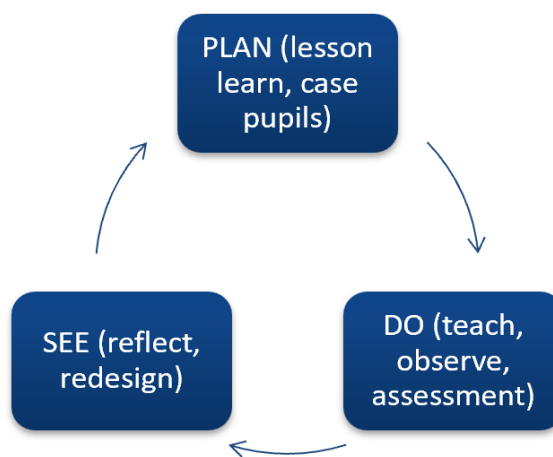 PLAN (lesson
learn, case
pupils)
DO (teach,
observe,
assessment)
SEE (reflect,
redesign)